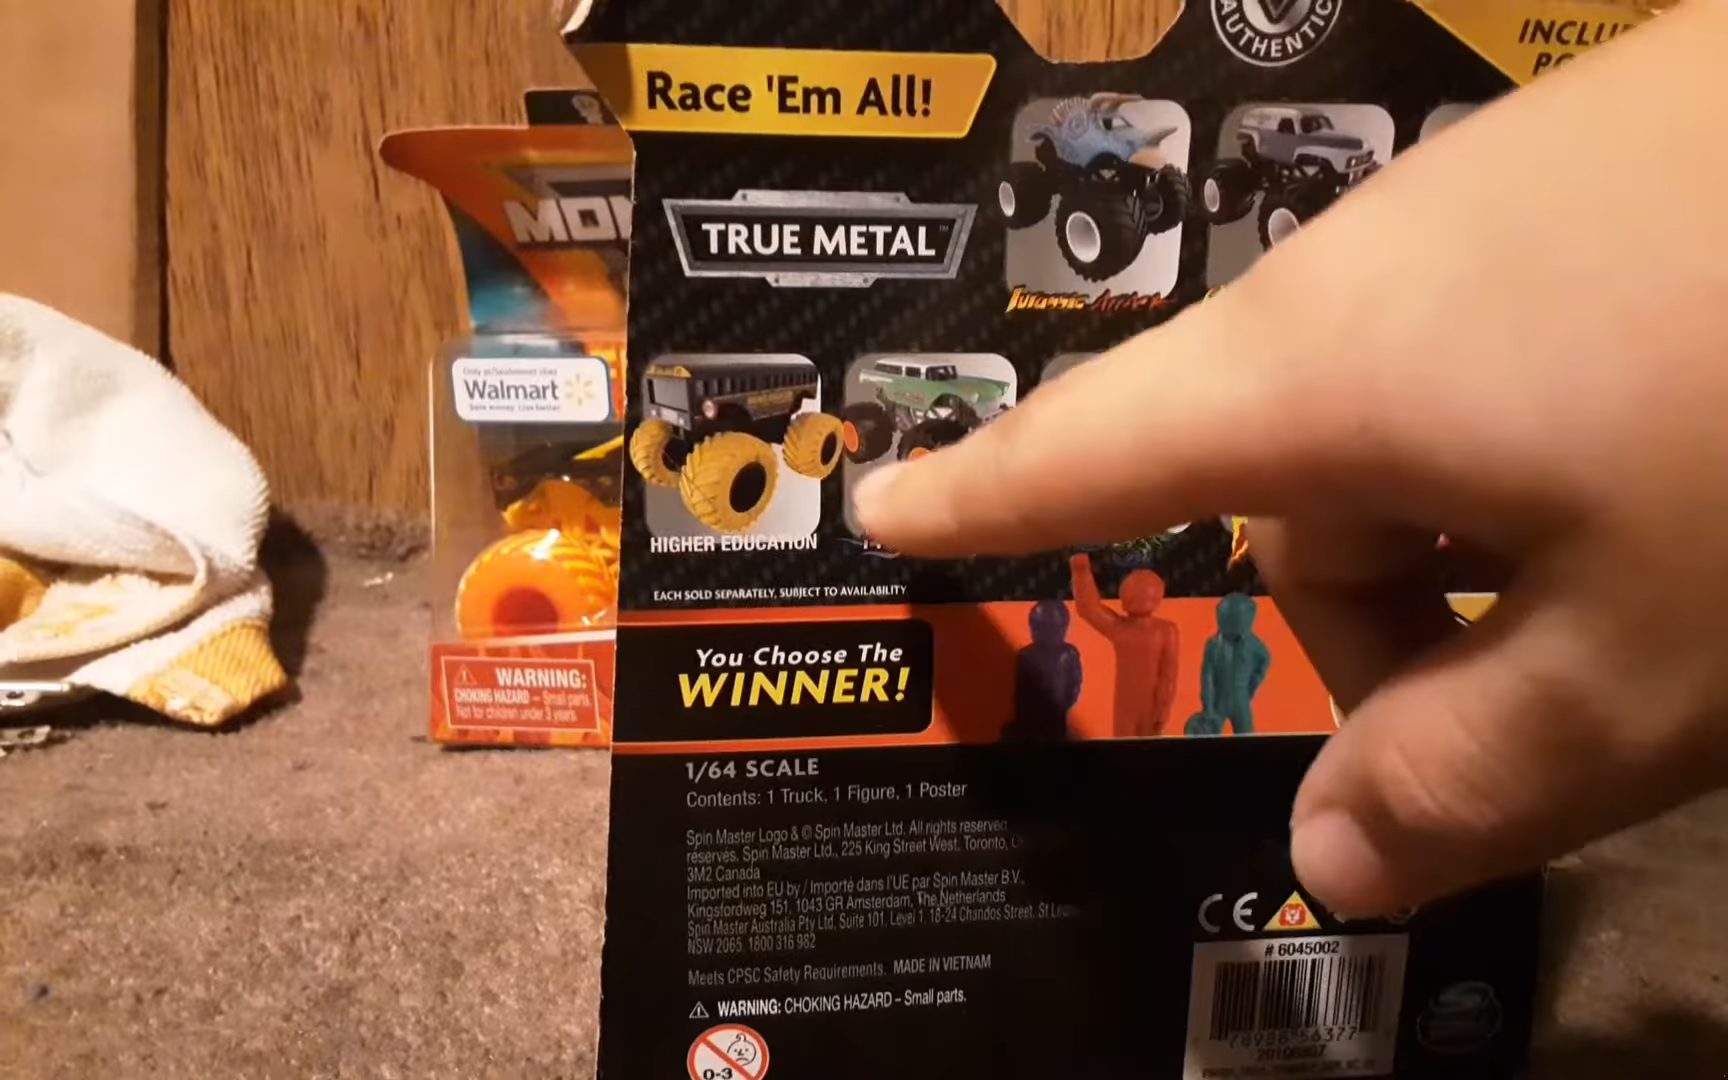 AUTHENTIC
Race 'Em All!
TRUE METAL™
Jurassic Attack
Walmart
HIGHER EDUCATION
EACH SOLD SEPARATELY, SUBJECT TO AVAILABILITY
You Choose The
WINNER!
WARNING:
CHOKING HAZARD – Small parts.
Not for children under 3 years.
1/64 SCALE
Contents: 1 Truck, 1 Figure, 1 Poster
Spin Master Logo & © Spin Master Ltd. All rights reserved
réservés. Spin Master Ltd., 225 King Street West, Toronto,
3M2 Canada
Imported into EU by / Importé dans l'UE par Spin Master B.V.,
Kingsfordweg 151, 1043 GR Amsterdam, The Netherlands
Spin Master Australia Pty Ltd, Suite 101, Level 1, 18-24 Chandos Street, St
NSW 2065, 1800 316 982
Meets CPSC Safety Requirements. MADE IN VIETNAM
WARNING: CHOKING HAZARD – Small parts.
0-3
CE
# 6045002